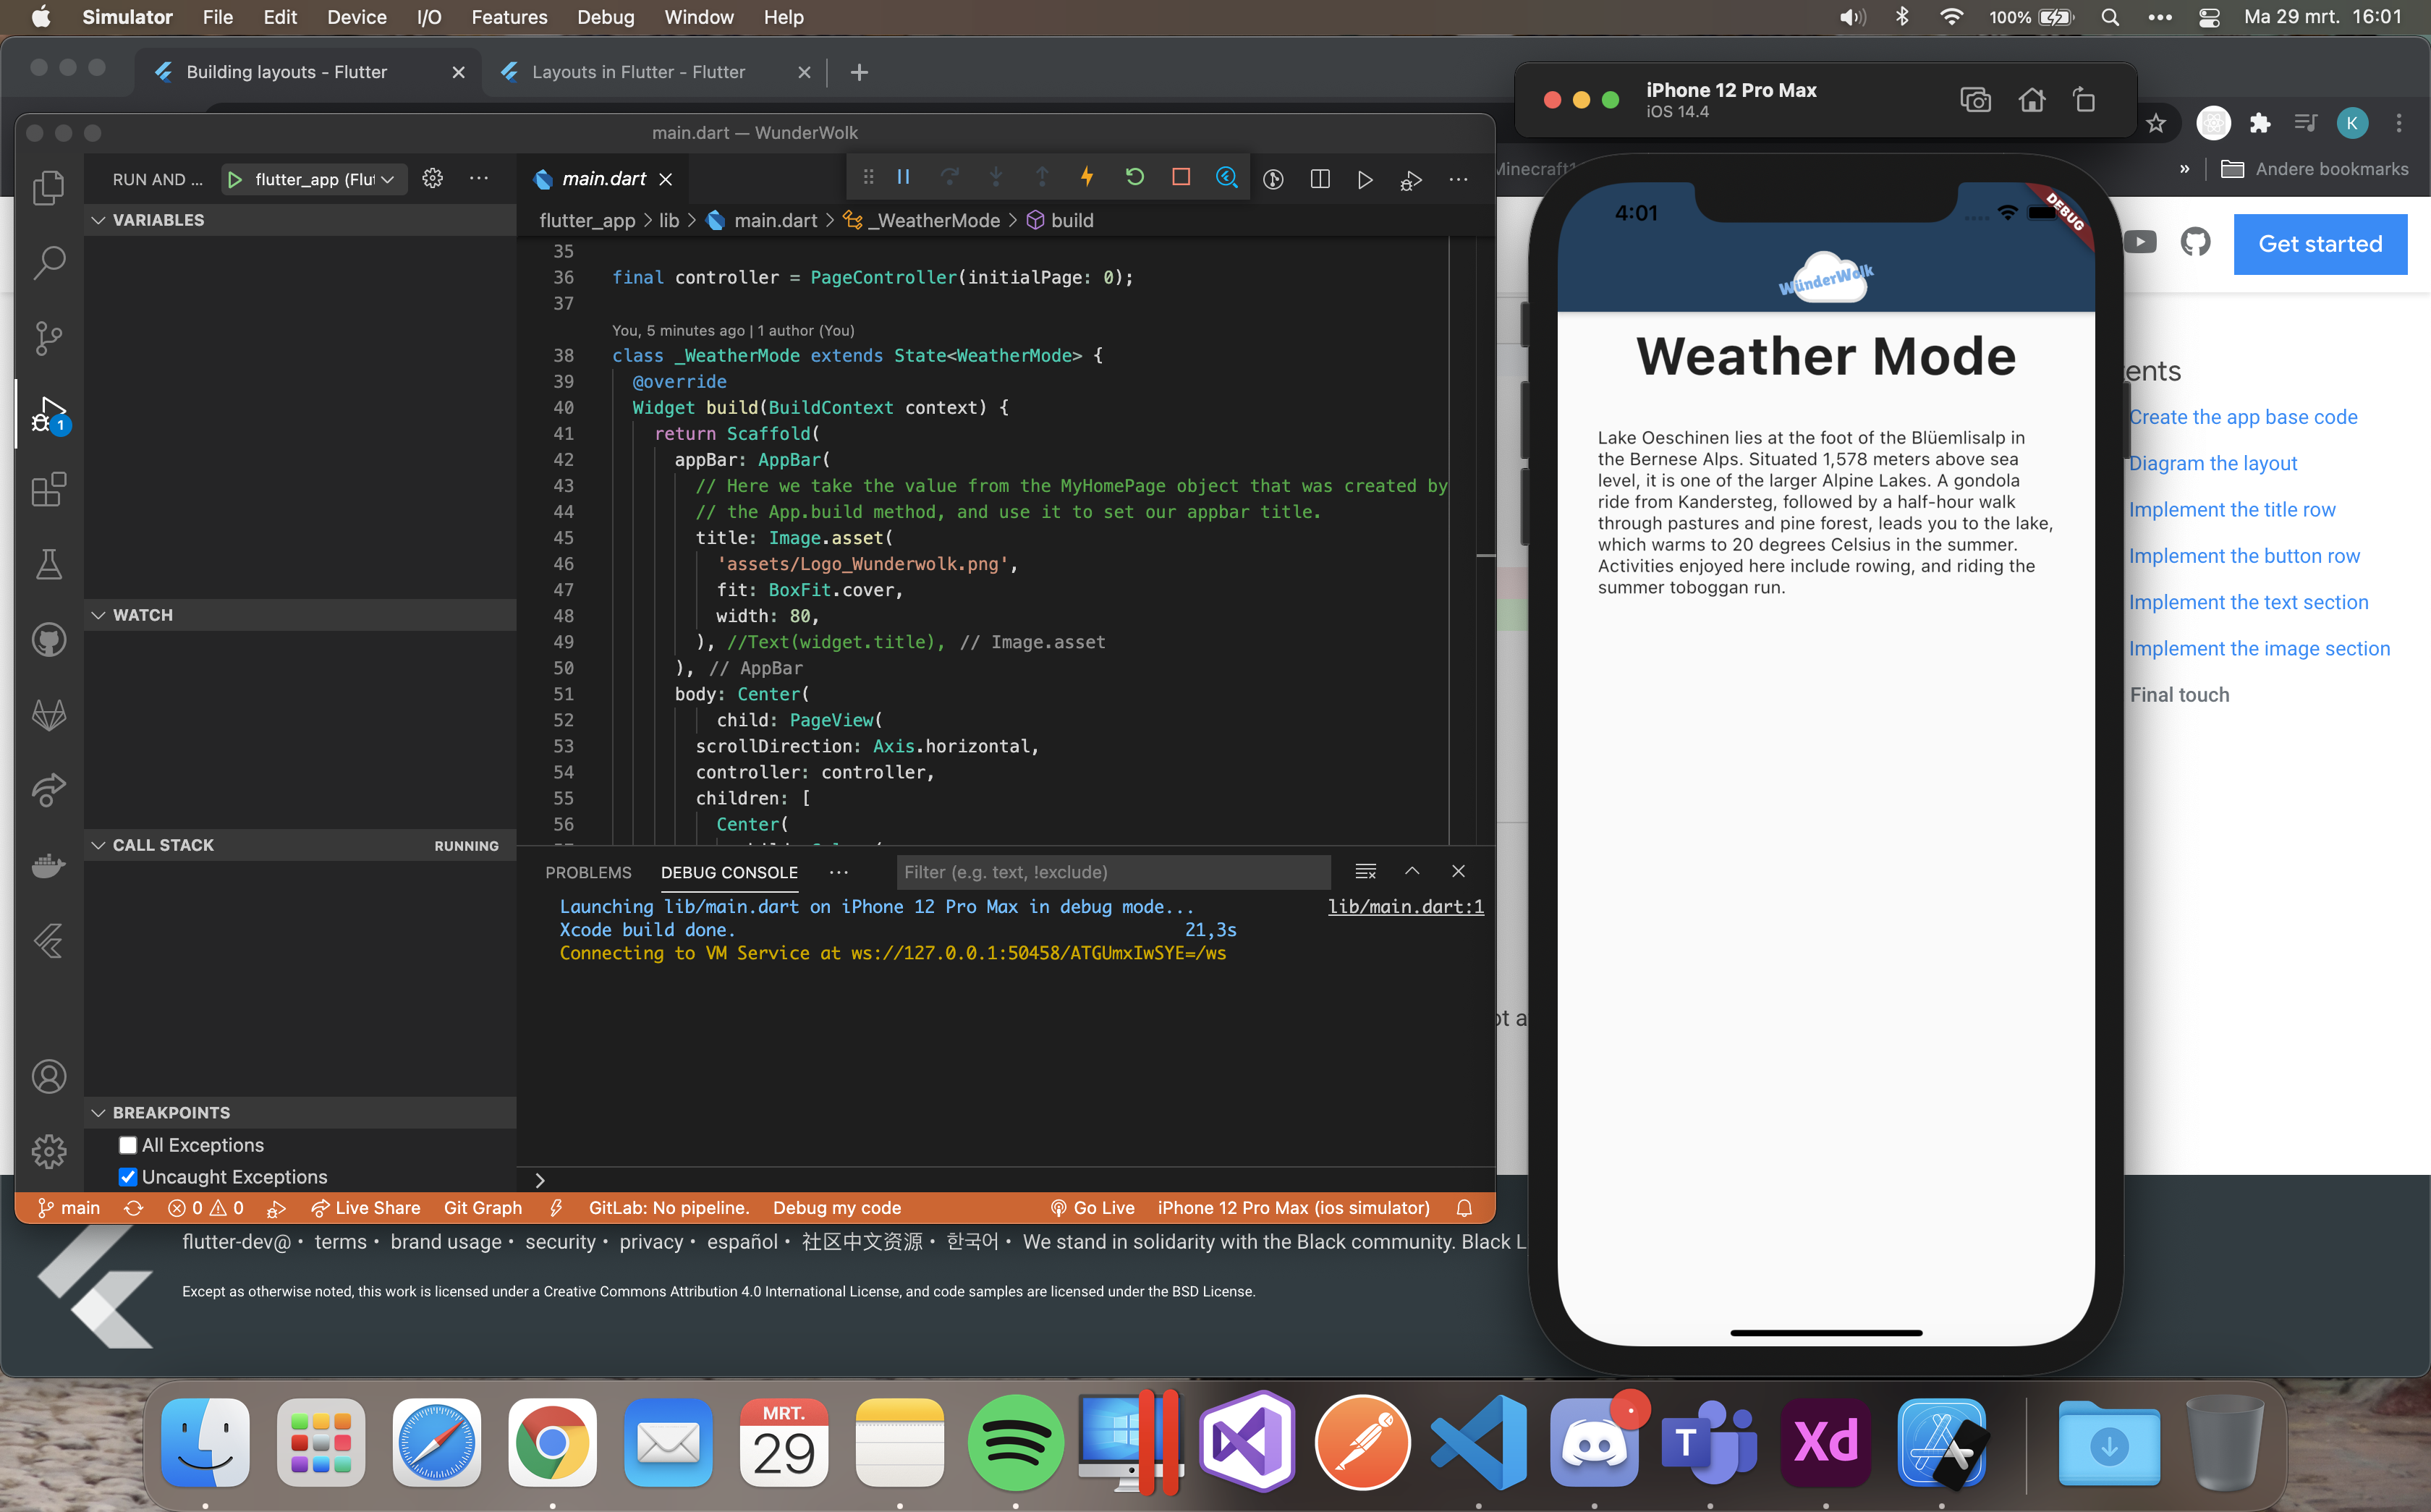 Simulator File Edit Device I/O Features Debug Window Help
100% Ma 29 mrt. 16:01
Building layouts - Flutter
Layouts in Flutter - Flutter
iPhone 12 Pro Max
iOS 14.4
K
Andere bookmarks
Get started
main.dart — WunderWolk
RUN AND ...
flutter_app (Flut
main.dart
VARIABLES
flutter_app > lib > main.dart > _WeatherMode > build
35
36 final controller = PageController(initialPage: 0);
37
You, 5 minutes ago | 1 author (You)
38 class _WeatherMode extends State<WeatherMode> {
39 @override
40 Widget build(BuildContext context) {
41 return Scaffold(
42 appBar: AppBar(
43 // Here we take the value from the MyHomePage object that was created by
44 // the App.build method, and use it to set our appbar title.
45 title: Image.asset(
46 'assets/Logo_Wunderwolk.png',
47 fit: BoxFit.cover,
48 width: 80,
49 ), //Text(widget.title), // Image.asset
50 ), // AppBar
51 body: Center(
52 child: PageView(
53 scrollDirection: Axis.horizontal,
54 controller: controller,
55 children: [
56 Center(
WATCH
CALL STACK
RUNNING
BREAKPOINTS
All Exceptions
Uncaught Exceptions
1
PROBLEMS
DEBUG CONSOLE
Filter (e.g. text, !exclude)
Launching lib/main.dart on iPhone 12 Pro Max in debug mode... lib/main.dart:1
Xcode build done. 21,3s
Connecting to VM Service at ws://127.0.0.1:50458/ATGUmxIwSYE=/ws
main 0 0 Live Share Git Graph GitLab: No pipeline. Debug my code Go Live iPhone 12 Pro Max (ios simulator)
4:01
DEBUG
WünderWolk
Weather Mode
Lake Oeschinen lies at the foot of the Blüemlisalp in
the Bernese Alps. Situated 1,578 meters above sea
level, it is one of the larger Alpine Lakes. A gondola
ride from Kandersteg, followed by a half-hour walk
through pastures and pine forest, leads you to the lake,
which warms to 20 degrees Celsius in the summer.
Activities enjoyed here include rowing, and riding the
summer toboggan run.
ents
Create the app base code
Diagram the layout
Implement the title row
Implement the button row
Implement the text section
Implement the image section
Final touch
flutter-dev@ • terms • brand usage • security • privacy • español • 社区中文资源 • 한국어 • We stand in solidarity with the Black community. Black L
Except as otherwise noted, this work is licensed under a Creative Commons Attribution 4.0 International License, and code samples are licensed under the BSD License.
MRT.
29
T
Xd